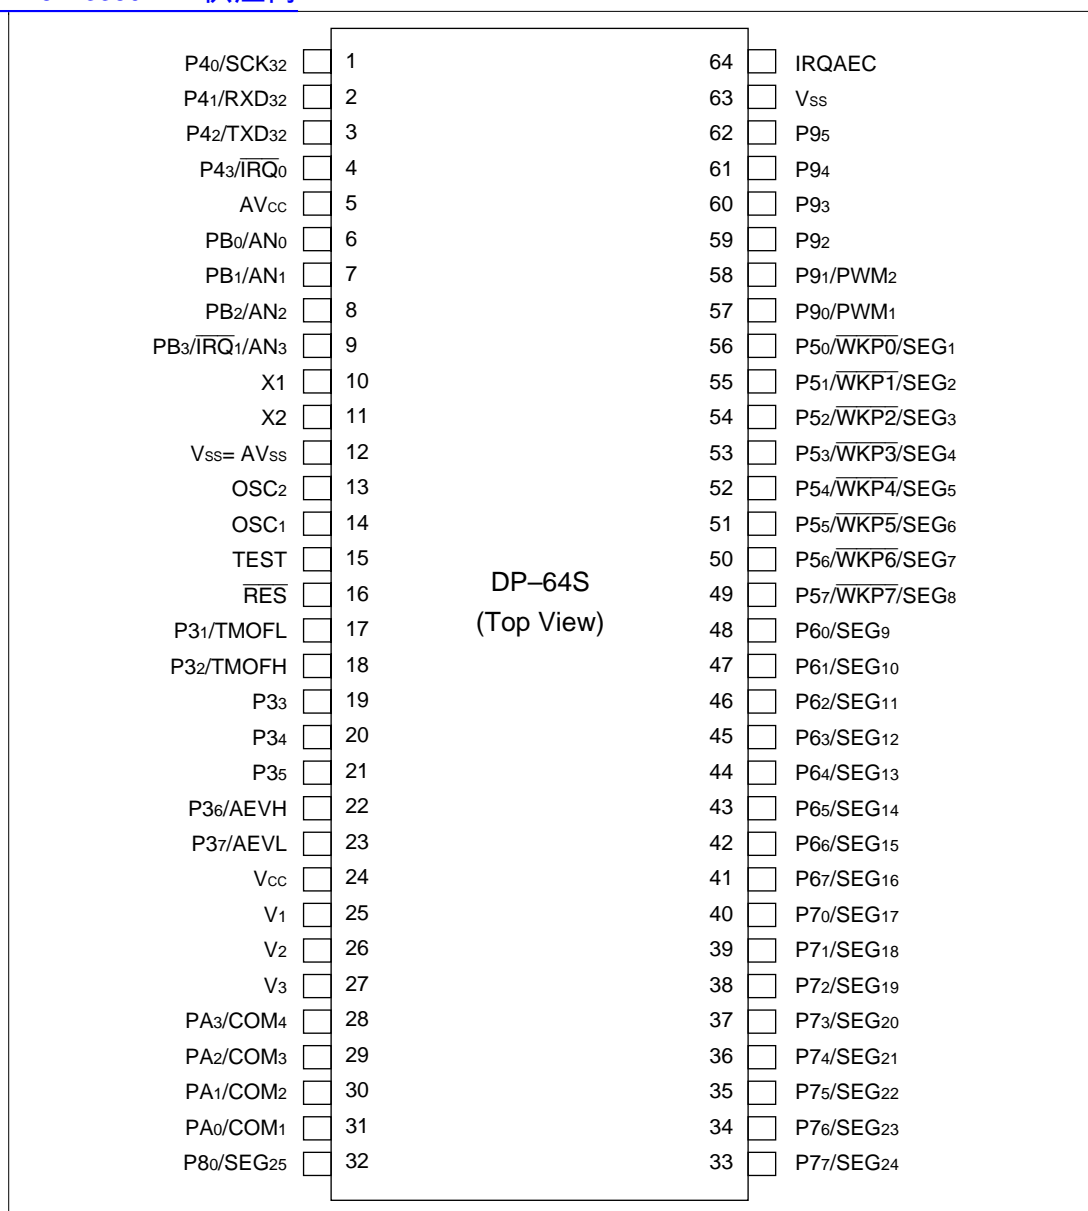 供应商
P40/SCK32 1 64 IRQAEC
P41/RXD32 2 63 Vss
P42/TXD32 3 62 P95
P43/IRQ0 4 61 P94
AVcc 5 60 P93
PB0/AN0 6 59 P92
PB1/AN1 7 58 P91/PWM2
PB2/AN2 8 57 P90/PWM1
PB3/IRQ1/AN3 9 56 P50/WKP0/SEG1
X1 10 55 P51/WKP1/SEG2
X2 11 54 P52/WKP2/SEG3
Vss= AVss 12 53 P53/WKP3/SEG4
OSC2 13 52 P54/WKP4/SEG5
OSC1 14 51 P55/WKP5/SEG6
TEST 15 50 P56/WKP6/SEG7
RES 16 49 P57/WKP7/SEG8
DP–64S
(Top View)
P31/TMOFL 17 48 P60/SEG9
P32/TMOFH 18 47 P61/SEG10
P33 19 46 P62/SEG11
P34 20 45 P63/SEG12
P35 21 44 P64/SEG13
P36/AEVH 22 43 P65/SEG14
P37/AEVL 23 42 P66/SEG15
Vcc 24 41 P67/SEG16
V1 25 40 P70/SEG17
V2 26 39 P71/SEG18
V3 27 38 P72/SEG19
PA3/COM4 28 37 P73/SEG20
PA2/COM3 29 36 P74/SEG21
PA1/COM2 30 35 P75/SEG22
PA0/COM1 31 34 P76/SEG23
P80/SEG25 32 33 P77/SEG24